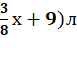 3/8 x + 9)л